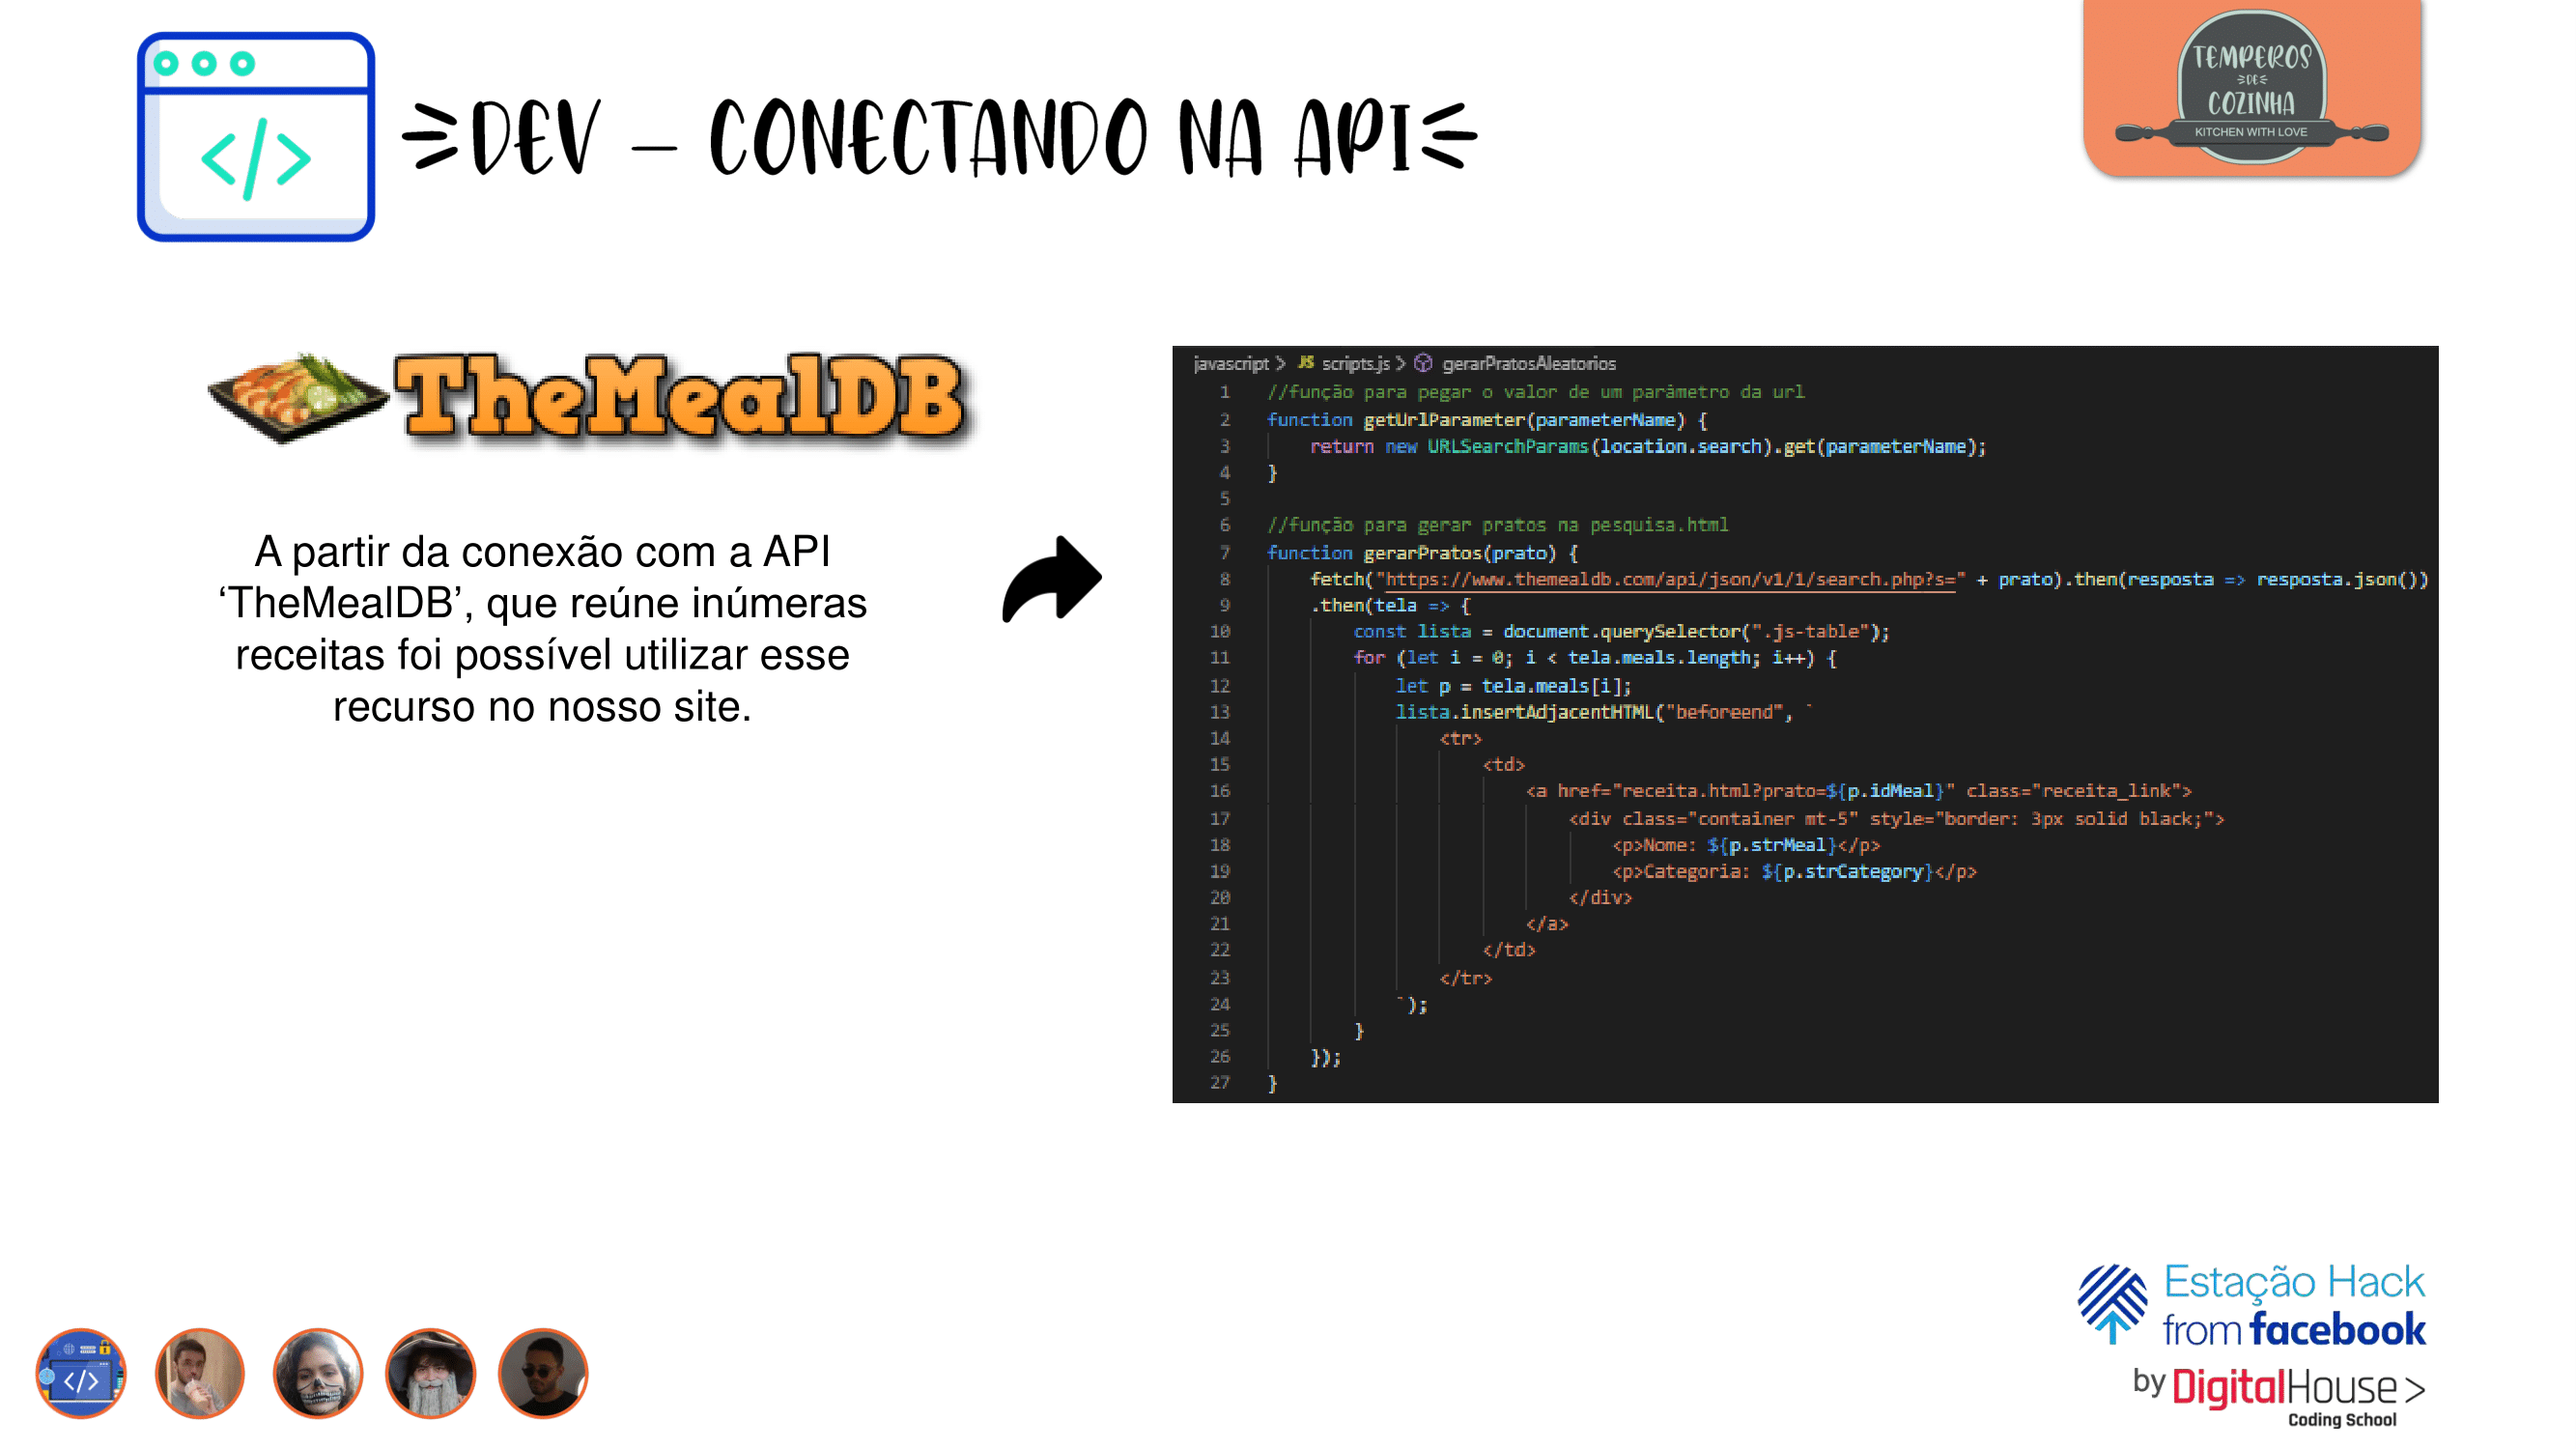 DEV – CONECTANDO NA API
TEMPEROS
DE
COZINHA
KITCHEN WITH LOVE
</>
TheMealDB
A partir da conexão com a API
‘TheMealDB’, que reúne inúmeras
receitas foi possível utilizar esse
recurso no nosso site.
javascript > JS scripts.js > gerarPratosAleatorios
1 //função para pegar o valor de um parâmetro da url
2 function getUrlParameter(parameterName) {
3 return new URLSearchParams(location.search).get(parameterName);
4 }
5
6 //função para gerar pratos na pesquisa.html
7 function gerarPratos(prato) {
8 fetch("https://www.themealdb.com/api/json/v1/1/search.php?s=" + prato).then(resposta => resposta.json())
9 .then(tela => {
10 const lista = document.querySelector(".js-table");
11 for (let i = 0; i < tela.meals.length; i++) {
12 let p = tela.meals[i];
13 lista.insertAdjacentHTML("beforeend", `
14 <tr>
15 <td>
16 <a href="receita.html?prato=${p.idMeal}" class="receita_link">
17 <div class="container mt-5" style="border: 3px solid black;">
18 <p>Nome: ${p.strMeal}</p>
19 <p>Categoria: ${p.strCategory}</p>
20 </div>
21 </a>
22 </td>
23 </tr>
24 `);
25 }
26 });
27 }
</>
Estação Hack
from facebook
by DigitalHouse >
Coding School